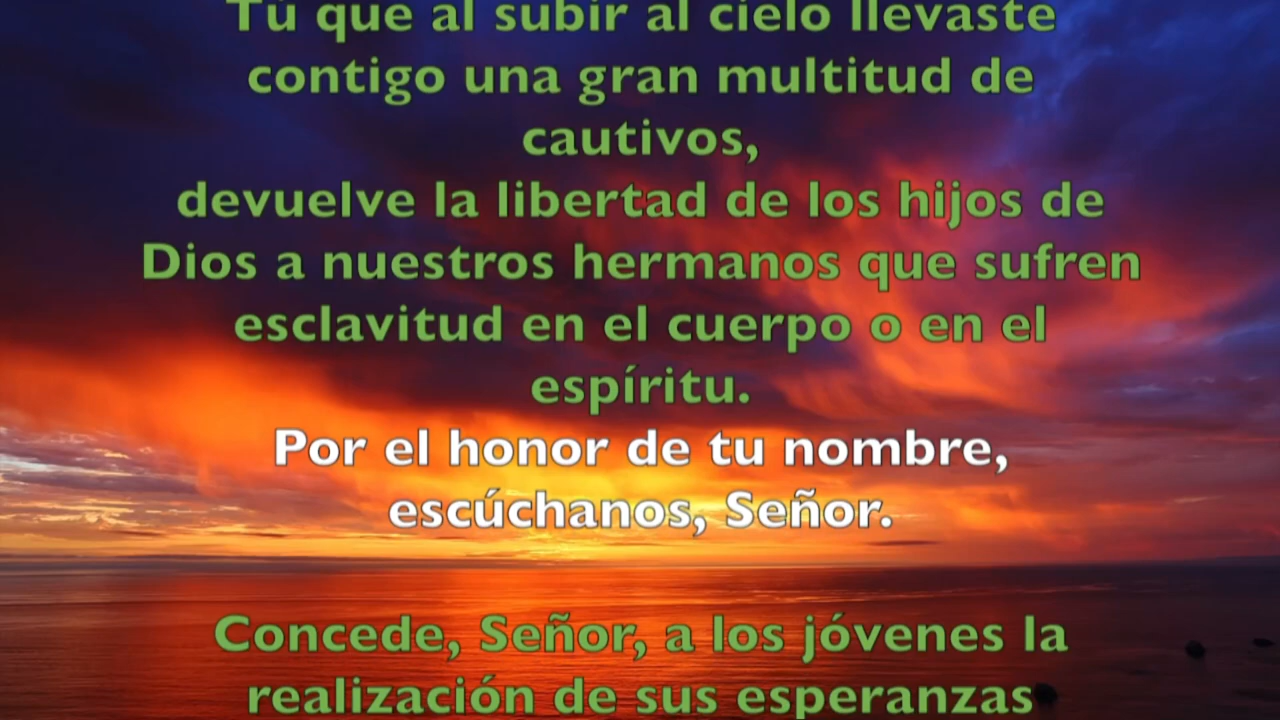 Tú que al subir al cielo llevaste
contigo una gran multitud de
cautivos,
devuelve la libertad de los hijos de
Dios a nuestros hermanos que sufren
esclavitud en el cuerpo o en el
espíritu.
Por el honor de tu nombre,
escúchanos, Señor.
Concede, Señor, a los jóvenes la
realización de sus esperanzas